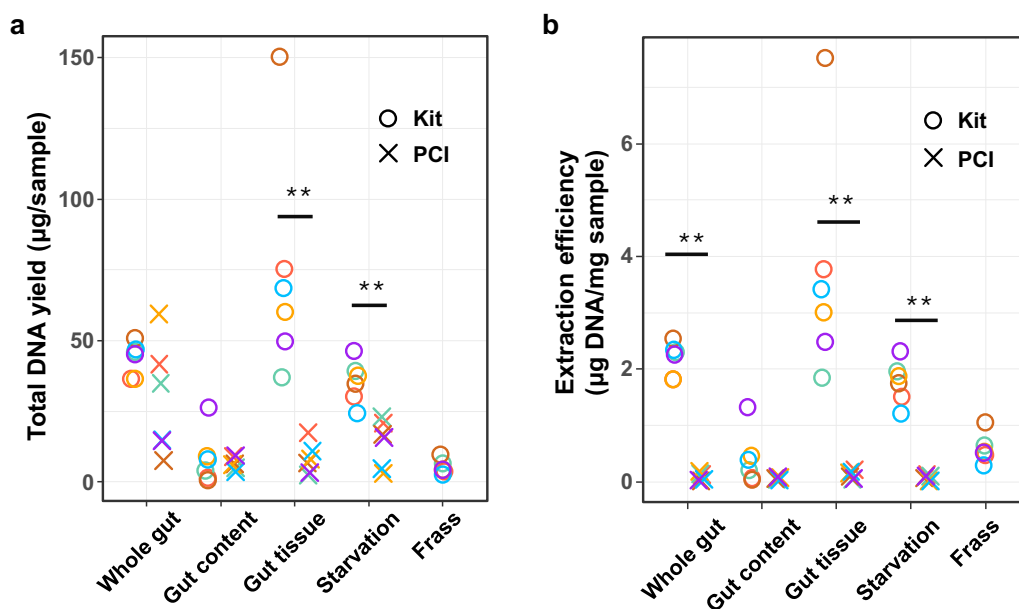 a
Total DNA yield (µg/sample)
150
100
50
0
Kit
PCI
**
**
Whole gut
Gut content
Gut tissue
Starvation
Frass
b
Extraction efficiency
(µg DNA/mg sample)
6
4
2
0
Kit
PCI
**
**
**
Whole gut
Gut content
Gut tissue
Starvation
Frass